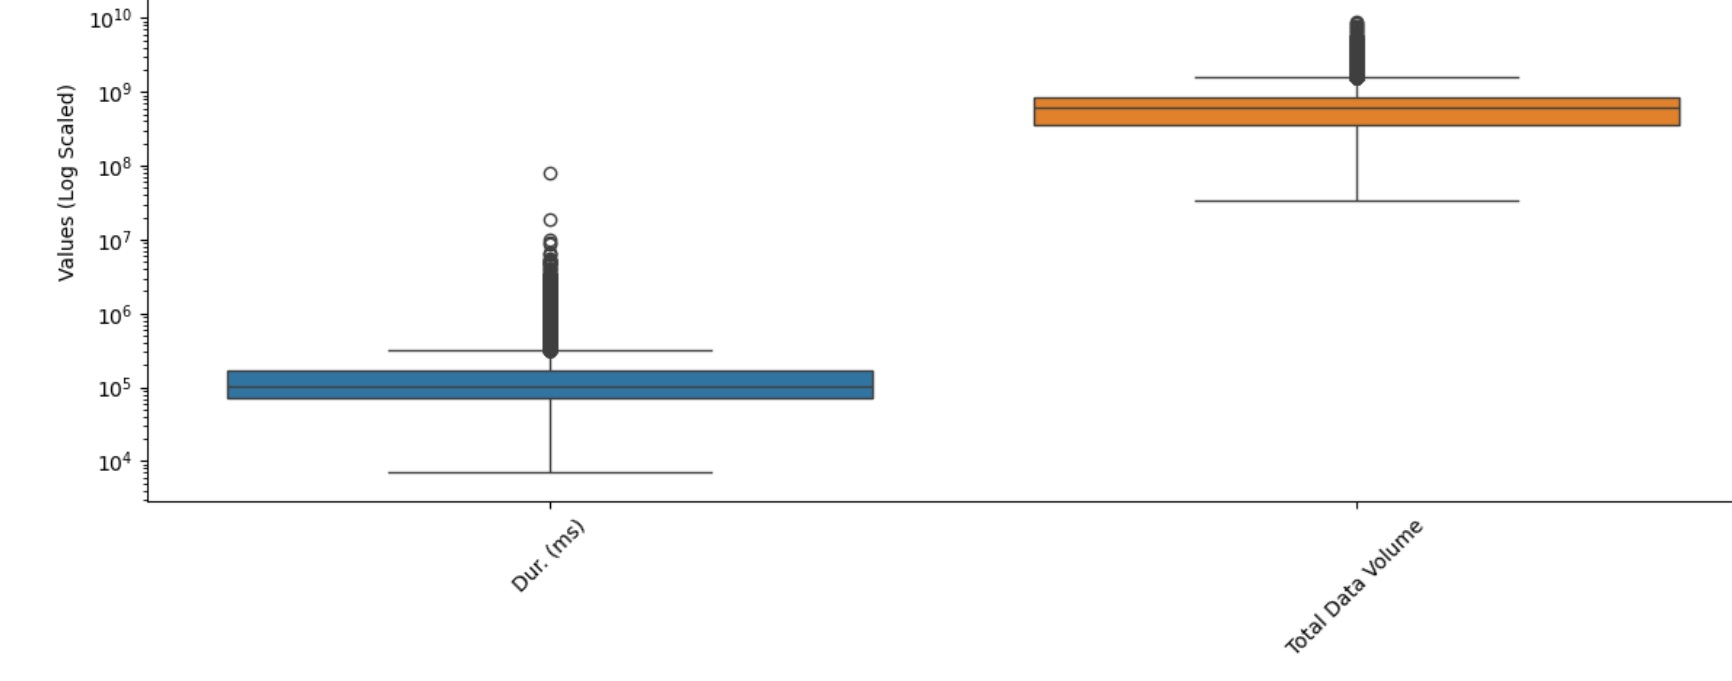 Values (Log Scaled)
10¹⁰
10⁹
10⁸
10⁷
10⁶
10⁵
10⁴
Dur. (ms)
Total Data Volume